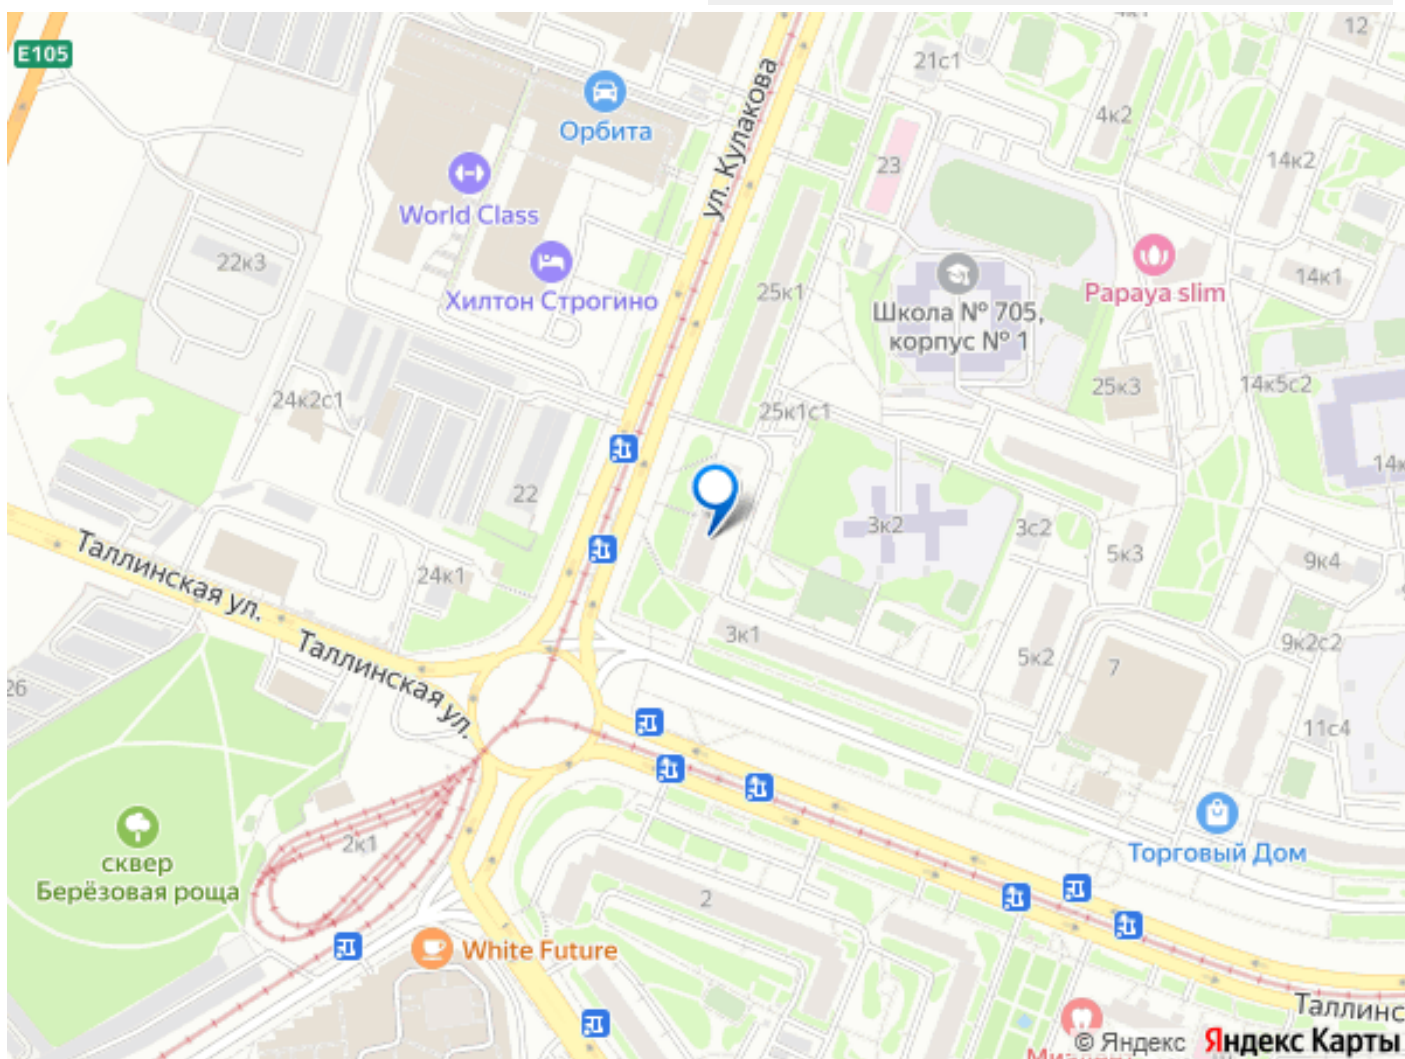 4к1
12
E105
21с1
ул. Кулакова
4к2
Орбита
23
14к2
World Class
22к3
14к1
Papaya slim
Хилтон Строгино
25к1
Школа № 705,
корпус № 1
24к2с1
25к3
14к5с2
25к1с1
22
3к2
3с2
5к3
9к4
Таллинская ул.
24к1
3к1
9к2с2
Таллинская ул.
5к2
7
26
11с4
2к1
сквер
Берёзовая роща
Торговый Дом
2
White Future
Таллинс
© Яндекс
Яндекс Карты